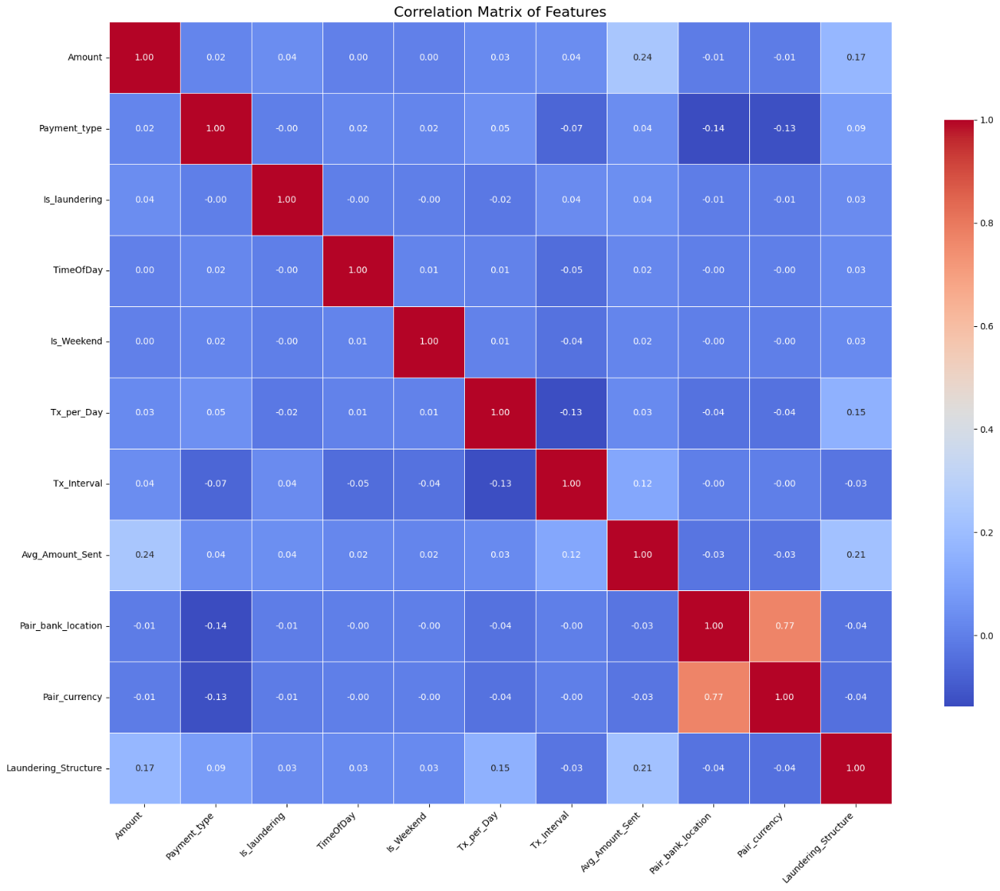 Correlation Matrix of Features
Amount 1.00 0.02 0.04 0.00 0.00 0.03 0.04 0.24 -0.01 -0.01 0.17
Payment_type 0.02 1.00 -0.00 0.02 0.02 0.05 -0.07 0.04 -0.14 -0.13 0.09
Is_laundering 0.04 -0.00 1.00 -0.00 -0.00 -0.02 0.04 0.04 -0.01 -0.01 0.03
TimeOfDay 0.00 0.02 -0.00 1.00 0.01 0.01 -0.05 0.02 -0.00 -0.00 0.03
Is_Weekend 0.00 0.02 -0.00 0.01 1.00 0.01 -0.04 0.02 -0.00 -0.00 0.03
Tx_per_Day 0.03 0.05 -0.02 0.01 0.01 1.00 -0.13 0.03 -0.04 -0.04 0.15
Tx_Interval 0.04 -0.07 0.04 -0.05 -0.04 -0.13 1.00 0.12 -0.00 -0.00 -0.03
Avg_Amount_Sent 0.24 0.04 0.04 0.02 0.02 0.03 0.12 1.00 -0.03 -0.03 0.21
Pair_bank_location -0.01 -0.14 -0.01 -0.00 -0.00 -0.04 -0.00 -0.03 1.00 0.77 -0.04
Pair_currency -0.01 -0.13 -0.01 -0.00 -0.00 -0.04 -0.00 -0.03 0.77 1.00 -0.04
Laundering_Structure 0.17 0.09 0.03 0.03 0.03 0.15 -0.03 0.21 -0.04 -0.04 1.00
Amount
Payment_type
Is_laundering
TimeOfDay
Is_Weekend
Tx_per_Day
Tx_Interval
Avg_Amount_Sent
Pair_bank_location
Pair_currency
Laundering_Structure
1.0
0.8
0.6
0.4
0.2
0.0